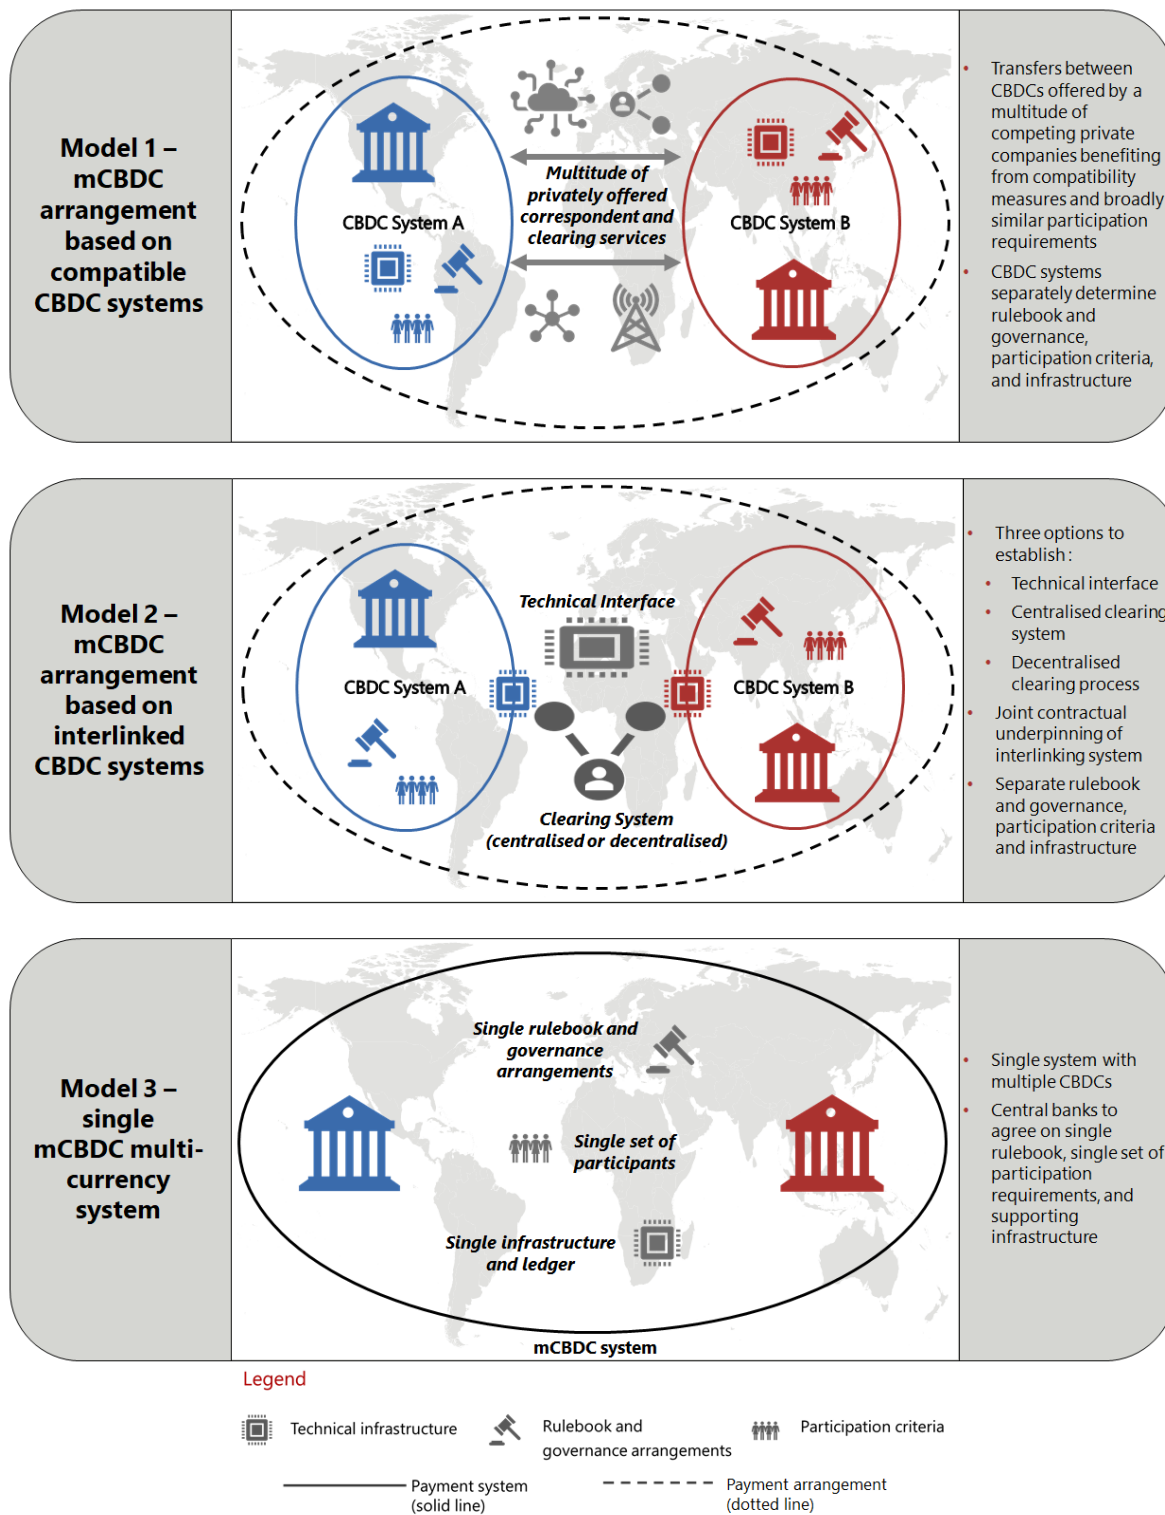 Model 1 –
mCBDC
arrangement
based on
compatible
CBDC systems
CBDC System A
Multitude of
privately offered
correspondent and
clearing services
CBDC System B
• Transfers between
CBDCs offered by a
multitude of
competing private
companies benefiting
from compatibility
measures and broadly
similar participation
requirements
• CBDC systems
separately determine
rulebook and
governance,
participation criteria,
and infrastructure
Model 2 –
mCBDC
arrangement
based on
interlinked
CBDC systems
CBDC System A
Technical Interface
Clearing System
(centralised or decentralised)
CBDC System B
• Three options to
establish:
• Technical interface
• Centralised clearing
system
• Decentralised
clearing process
• Joint contractual
underpinning of
interlinking system
• Separate rulebook
and governance,
participation criteria
and infrastructure
Model 3 –
single
mCBDC multi-
currency
system
Single rulebook and
governance
arrangements
Single set of
participants
Single infrastructure
and ledger
mCBDC system
• Single system with
multiple CBDCs
• Central banks to
agree on single
rulebook, single set of
participation
requirements, and
supporting
infrastructure
Legend
Technical infrastructure
Rulebook and
governance arrangements
Participation criteria
Payment system
(solid line)
Payment arrangement
(dotted line)